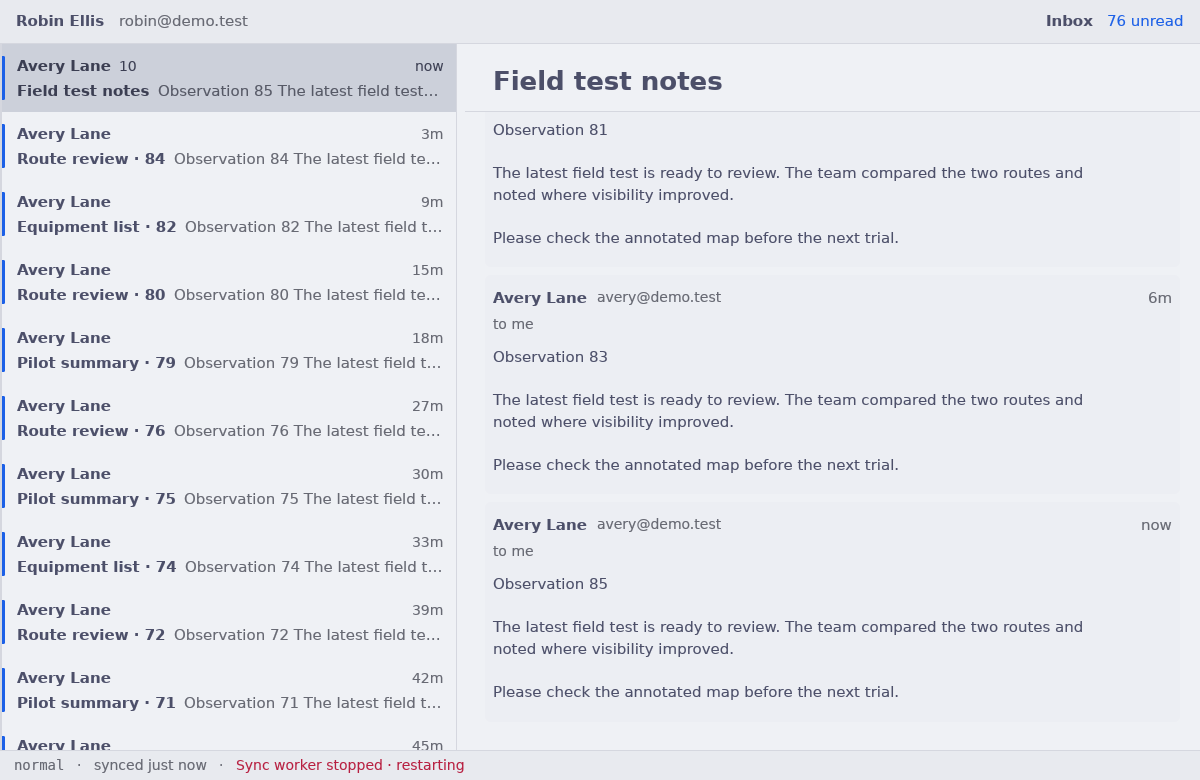 Robin Ellis robin@demo.test
Inbox 76 unread
Avery Lane 10 now
Field test notes Observation 85 The latest field test…
Avery Lane 3m
Route review · 84 Observation 84 The latest field te…
Avery Lane 9m
Equipment list · 82 Observation 82 The latest field t…
Avery Lane 15m
Route review · 80 Observation 80 The latest field te…
Avery Lane 18m
Pilot summary · 79 Observation 79 The latest field t…
Avery Lane 27m
Route review · 76 Observation 76 The latest field te…
Avery Lane 30m
Pilot summary · 75 Observation 75 The latest field t…
Avery Lane 33m
Equipment list · 74 Observation 74 The latest field t…
Avery Lane 39m
Route review · 72 Observation 72 The latest field te…
Avery Lane 42m
Pilot summary · 71 Observation 71 The latest field t…
Avery Lane 45m
Field test notes
Observation 81
The latest field test is ready to review. The team compared the two routes and
noted where visibility improved.
Please check the annotated map before the next trial.
Avery Lane avery@demo.test 6m
to me
Observation 83
The latest field test is ready to review. The team compared the two routes and
noted where visibility improved.
Please check the annotated map before the next trial.
Avery Lane avery@demo.test now
to me
Observation 85
The latest field test is ready to review. The team compared the two routes and
noted where visibility improved.
Please check the annotated map before the next trial.
normal · synced just now · Sync worker stopped · restarting